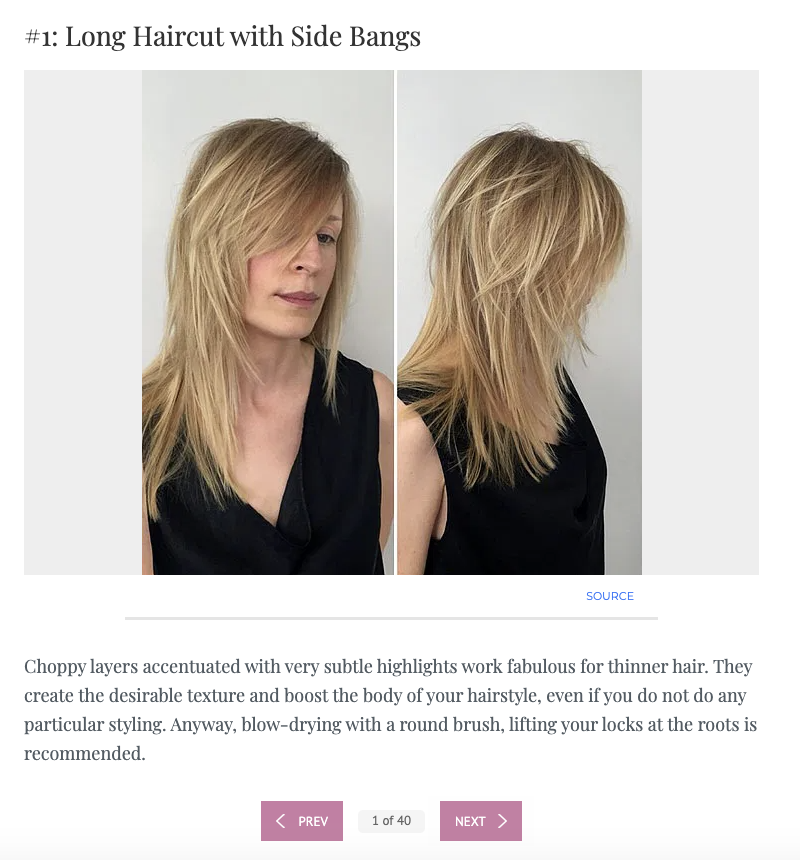 #1: Long Haircut with Side Bangs
SOURCE
Choppy layers accentuated with very subtle highlights work fabulous for thinner hair. They
create the desirable texture and boost the body of your hairstyle, even if you do not do any
particular styling. Anyway, blow-drying with a round brush, lifting your locks at the roots is
recommended.
PREV
1 of 40
NEXT